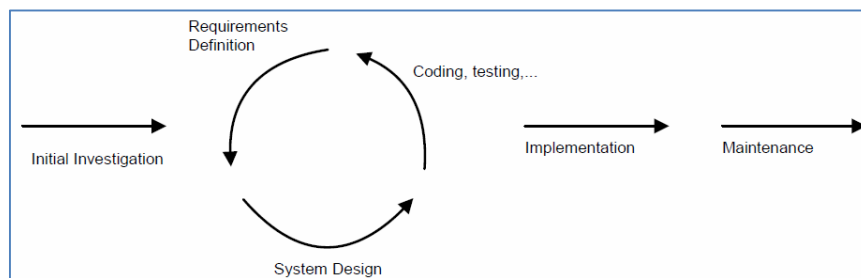 Requirements
Definition
Coding, testing,...
Initial Investigation
Implementation
Maintenance
System Design